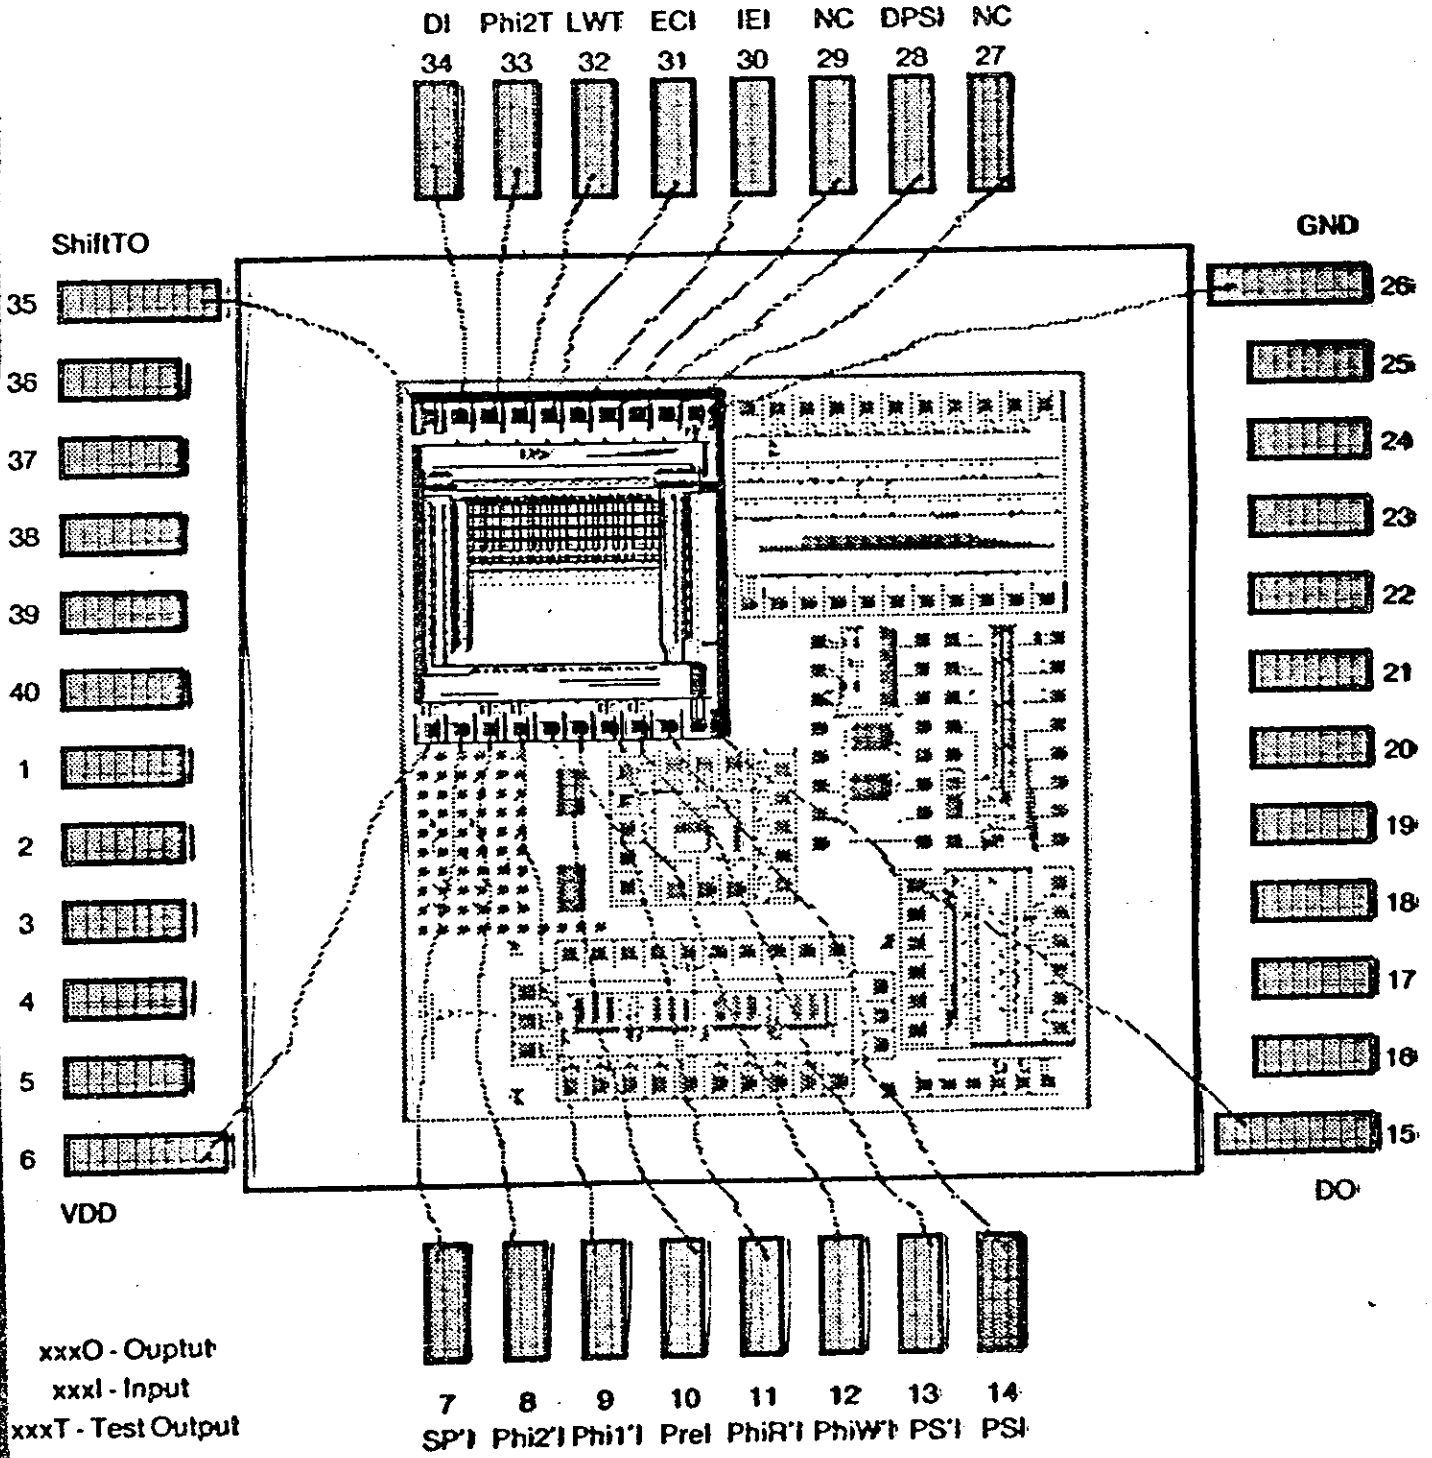 DI Phi2T LWT ECI IEI NC DPSI NC
34 33 32 31 30 29 28 27
ShiftTO
GND
35
26
36
25
37
24
38
23
39
22
40
21
1
20
2
19
3
18
4
17
5
16
6
15
VDD
DO
xxxO - Ouptut
xxxI - Input
xxxT - Test Output
7 8 9 10 11 12 13 14
SP'I Phi2'I Phi1'I PreI PhiR'I PhiW'I PS'I PSI